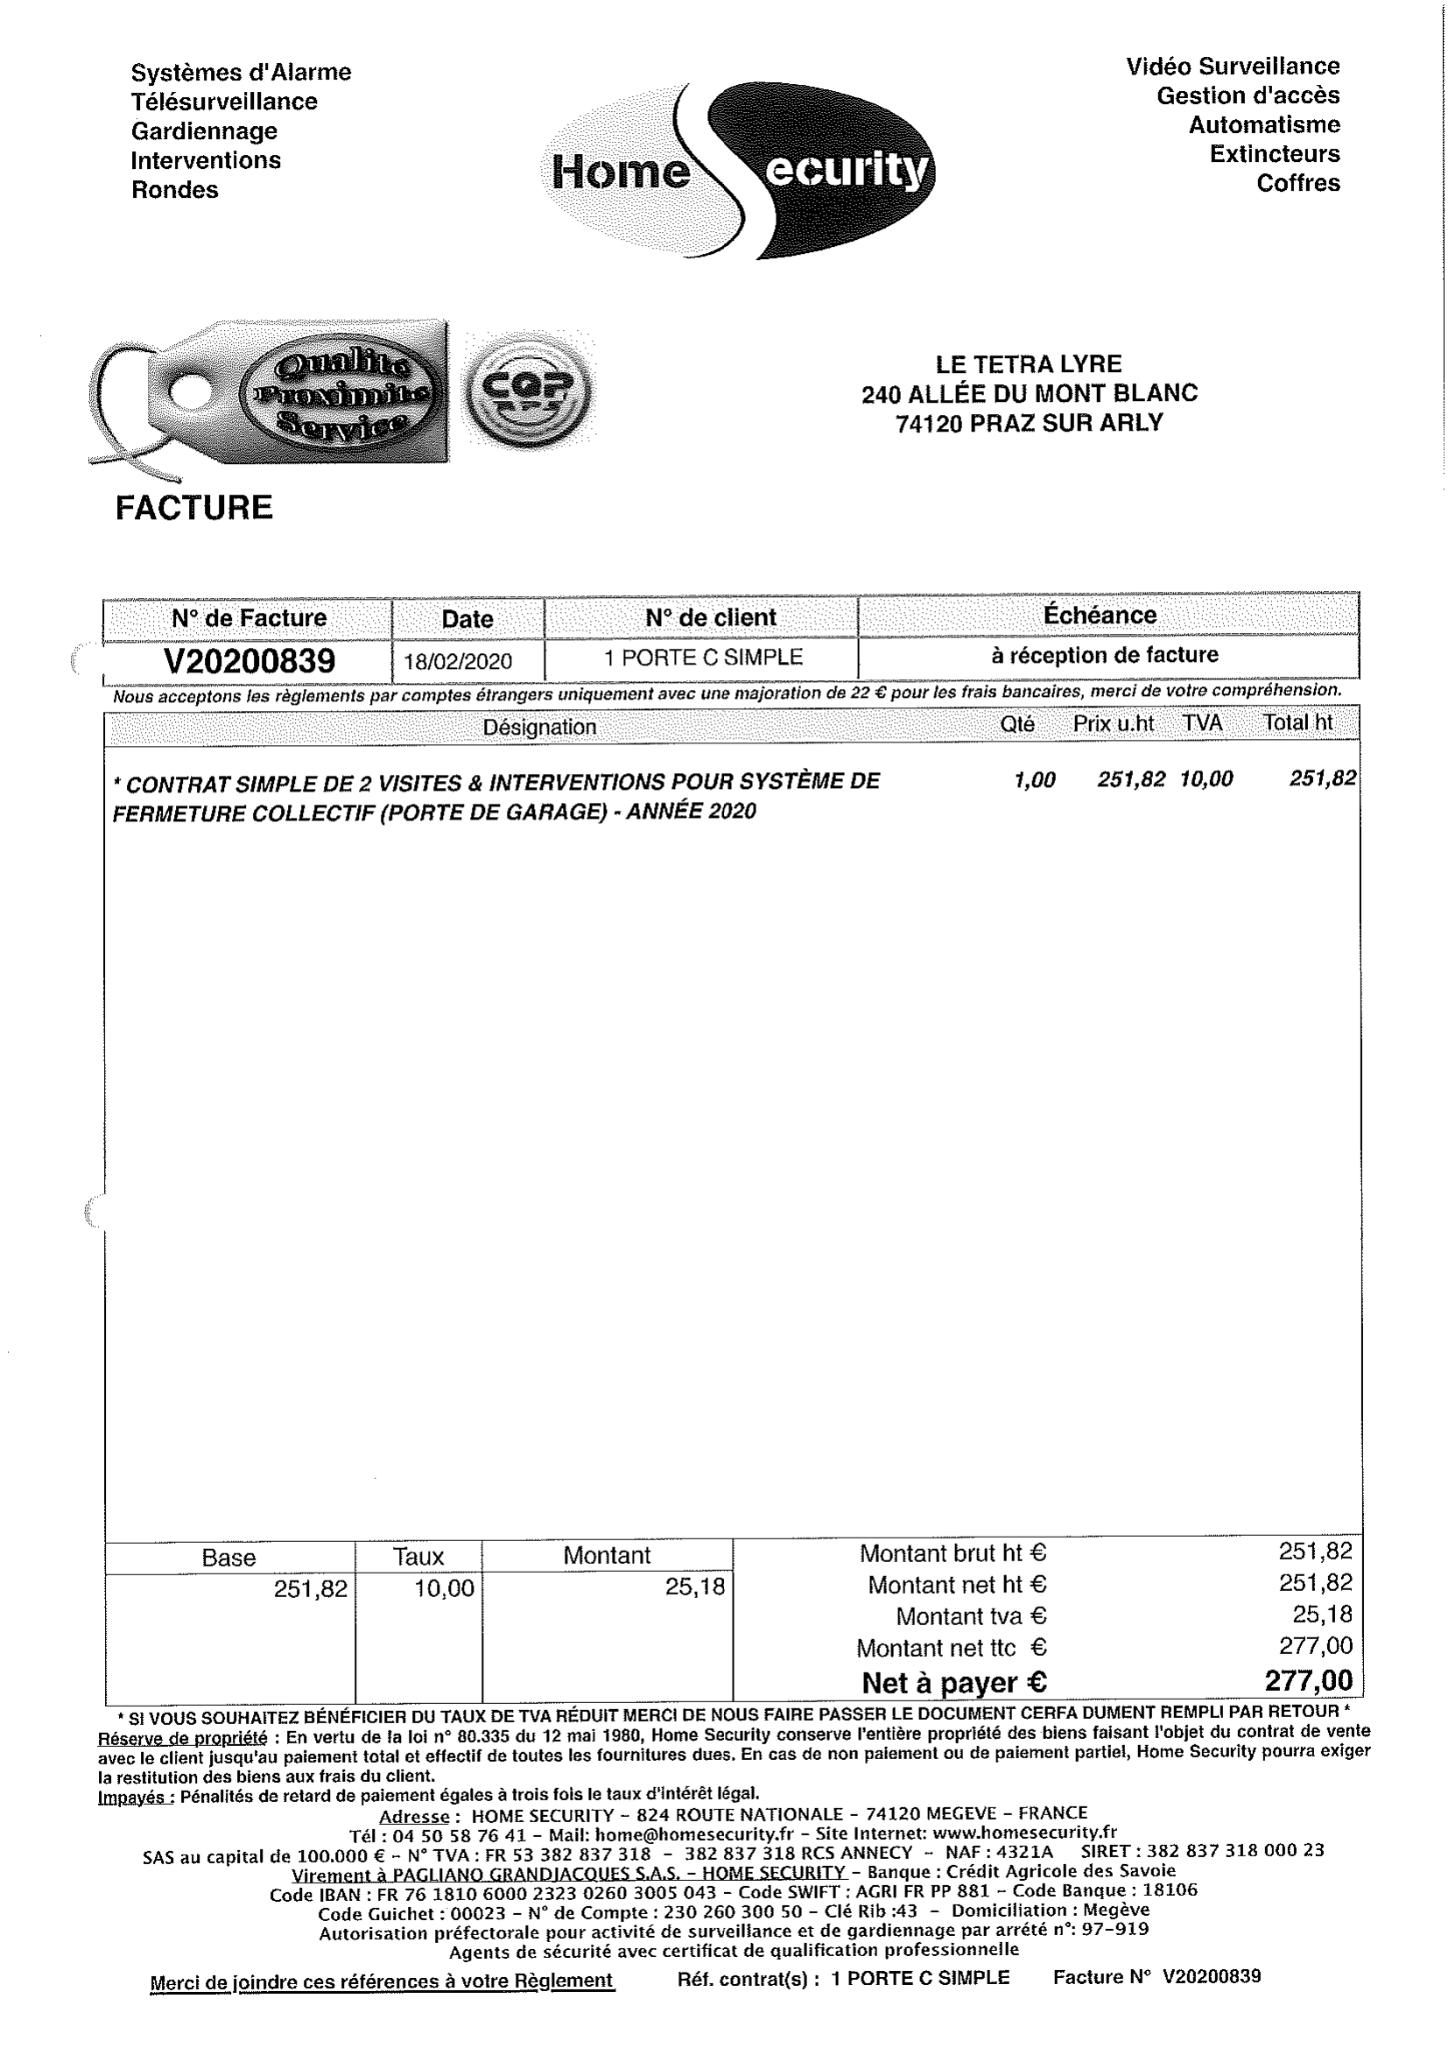 Systèmes d'Alarme
Télésurveillance
Gardiennage
Interventions
Rondes
Home Security
Vidéo Surveillance
Gestion d'accès
Automatisme
Extincteurs
Coffres
Qualité
Proximité
Service
CQP
APS
LE TETRA LYRE
240 ALLÉE DU MONT BLANC
74120 PRAZ SUR ARLY
FACTURE
N° de Facture Date N° de client Échéance
V20200839 18/02/2020 1 PORTE C SIMPLE à réception de facture
Nous acceptons les règlements par comptes étrangers uniquement avec une majoration de 22 € pour les frais bancaires, merci de votre compréhension.
Désignation Qté Prix u.ht TVA Total ht
* CONTRAT SIMPLE DE 2 VISITES & INTERVENTIONS POUR SYSTÈME DE 1,00 251,82 10,00 251,82
FERMETURE COLLECTIF (PORTE DE GARAGE) - ANNÉE 2020
Base Taux Montant
251,82 10,00 25,18
Montant brut ht € 251,82
Montant net ht € 251,82
Montant tva € 25,18
Montant net ttc € 277,00
Net à payer € 277,00
* SI VOUS SOUHAITEZ BÉNÉFICIER DU TAUX DE TVA RÉDUIT MERCI DE NOUS FAIRE PASSER LE DOCUMENT CERFA DUMENT REMPLI PAR RETOUR *
Réserve de propriété : En vertu de la loi n° 80.335 du 12 mai 1980, Home Security conserve l'entière propriété des biens faisant l'objet du contrat de vente
avec le client jusqu'au paiement total et effectif de toutes les fournitures dues. En cas de non paiement ou de paiement partiel, Home Security pourra exiger
la restitution des biens aux frais du client.
Impayés : Pénalités de retard de paiement égales à trois fois le taux d'intérêt légal.
Adresse : HOME SECURITY – 824 ROUTE NATIONALE – 74120 MEGEVE – FRANCE
Tél : 04 50 58 76 41 – Mail: home@homesecurity.fr – Site Internet: www.homesecurity.fr
SAS au capital de 100.000 € – N° TVA : FR 53 382 837 318 – 382 837 318 RCS ANNECY – NAF : 4321A SIRET : 382 837 318 000 23
Virement à PAGLIANO GRANDJACQUES S.A.S. – HOME SECURITY – Banque : Crédit Agricole des Savoie
Code IBAN : FR 76 1810 6000 2323 0260 3005 043 – Code SWIFT : AGRI FR PP 881 – Code Banque : 18106
Code Guichet : 00023 – N° de Compte : 230 260 300 50 – Clé Rib :43 – Domiciliation : Megève
Autorisation préfectorale pour activité de surveillance et de gardiennage par arrété n°: 97-919
Agents de sécurité avec certificat de qualification professionnelle
Merci de joindre ces références à votre Règlement Réf. contrat(s) : 1 PORTE C SIMPLE Facture N° V20200839